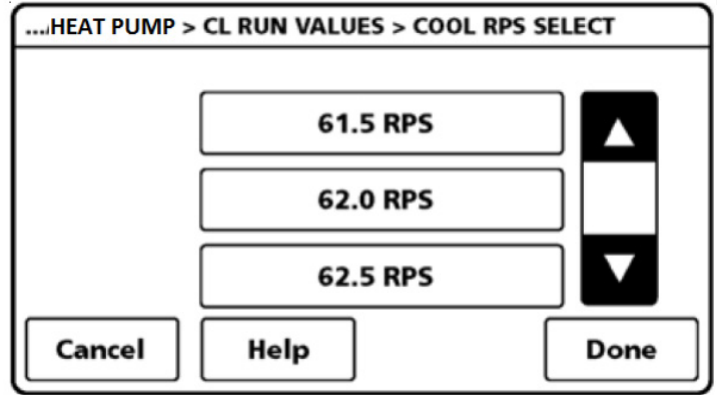 .../HEAT PUMP > CL RUN VALUES > COOL RPS SELECT
61.5 RPS
62.0 RPS
62.5 RPS
Cancel Help Done